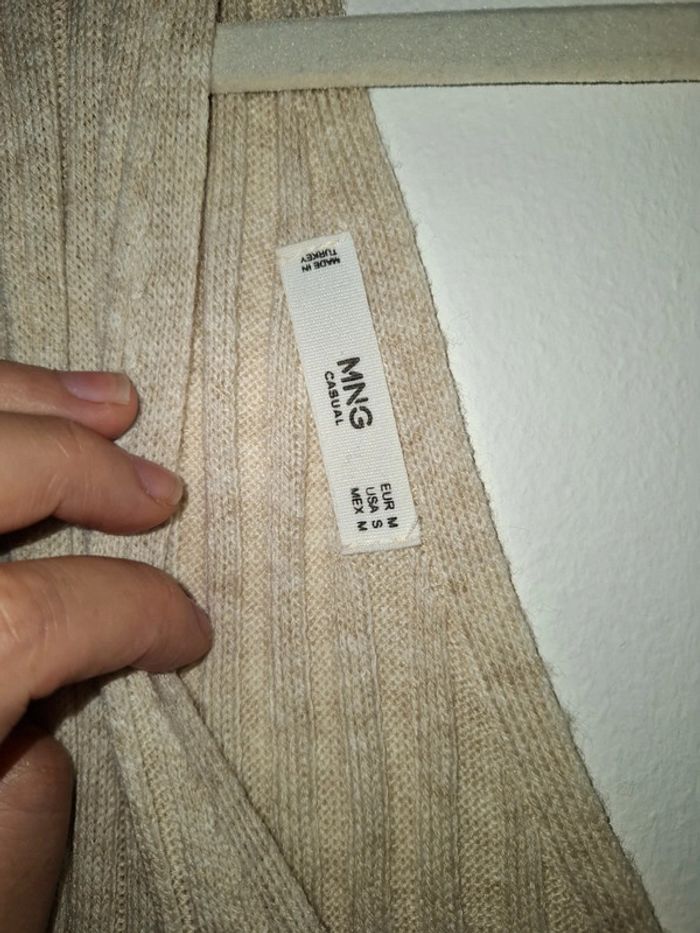 MADE IN
TURKEY
MNG
CASUAL
EUR M
USA S
MEX M